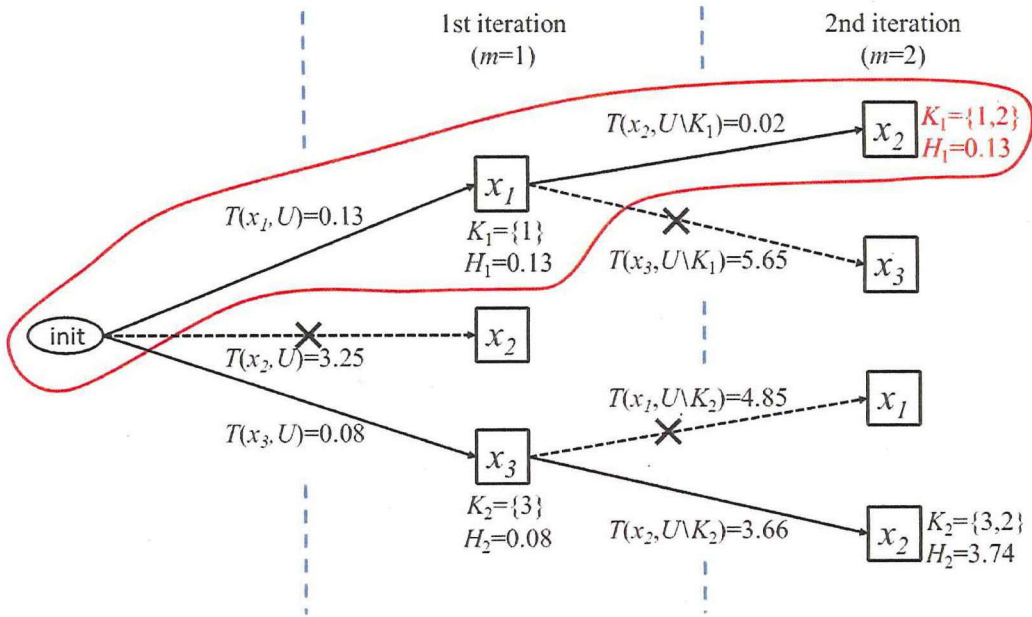 1st iteration
(m=1)
2nd iteration
(m=2)
T(x2,U\K1)=0.02
x2
K1={1,2}
H1=0.13
x1
T(x1,U)=0.13
K1={1}
H1=0.13
T(x3,U\K1)=5.65
x3
init
x2
T(x2,U)=3.25
T(x1,U\K2)=4.85
x1
T(x3,U)=0.08
x3
K2={3}
H2=0.08
T(x2,U\K2)=3.66
x2
K2={3,2}
H2=3.74